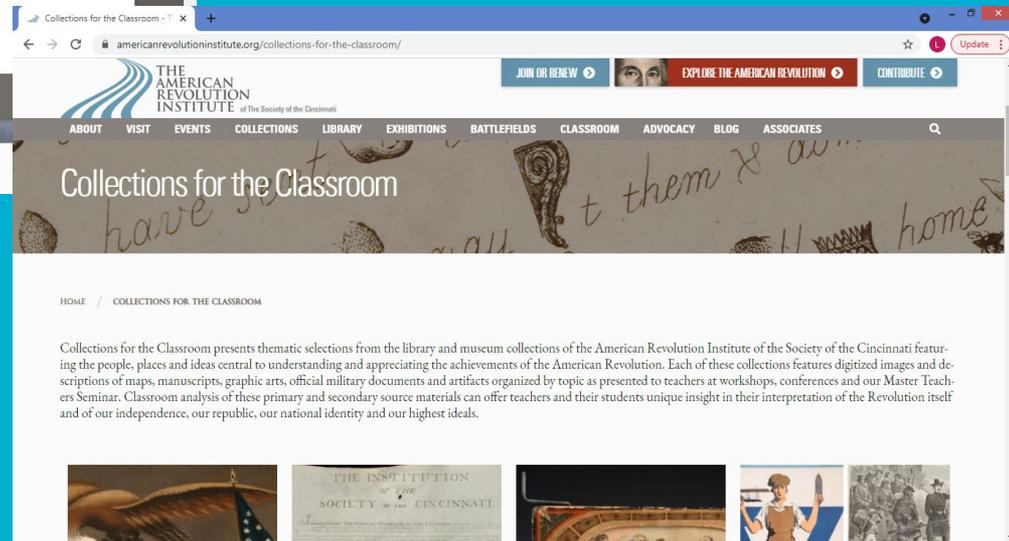 Collections for the Classroom - T
americanrevolutioninstitute.org/collections-for-the-classroom/
L
Update
THE
AMERICAN
REVOLUTION
INSTITUTE of The Society of the Cincinnati
JOIN OR RENEW
EXPLORE THE AMERICAN REVOLUTION
CONTRIBUTE
ABOUT VISIT EVENTS COLLECTIONS LIBRARY EXHIBITIONS BATTLEFIELDS CLASSROOM ADVOCACY BLOG ASSOCIATES
Collections for the Classroom
have
t them &
home
HOME / COLLECTIONS FOR THE CLASSROOM
Collections for the Classroom presents thematic selections from the library and museum collections of the American Revolution Institute of the Society of the Cincinnati featur-
ing the people, places and ideas central to understanding and appreciating the achievements of the American Revolution. Each of these collections features digitized images and de-
scriptions of maps, manuscripts, graphic arts, official military documents and artifacts organized by topic as presented to teachers at workshops, conferences and our Master Teach-
ers Seminar. Classroom analysis of these primary and secondary source materials can offer teachers and their students unique insight in their interpretation of the Revolution itself
and of our independence, our republic, our national identity and our highest ideals.
THE INSTITUTION
OF THE
SOCIETY OF THE CINCINNATI